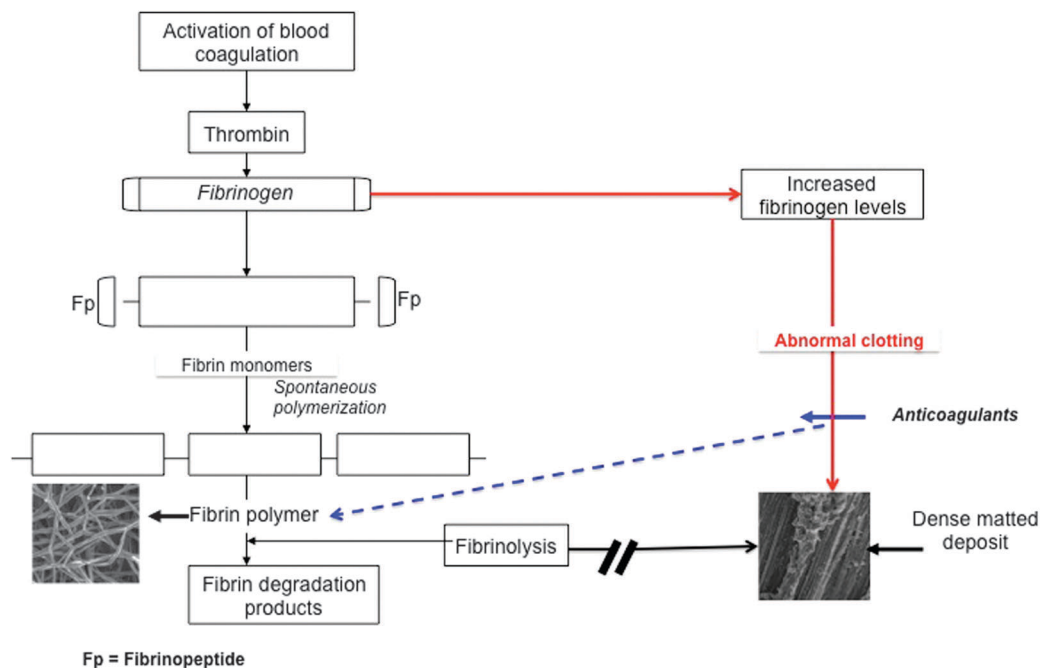 Activation of blood
coagulation
Thrombin
Fibrinogen
Increased
fibrinogen levels
Fp
Fp
Fibrin monomers
Abnormal clotting
Spontaneous
polymerization
Anticoagulants
Fibrin polymer
Fibrinolysis
Dense matted
deposit
Fibrin degradation
products
Fp = Fibrinopeptide